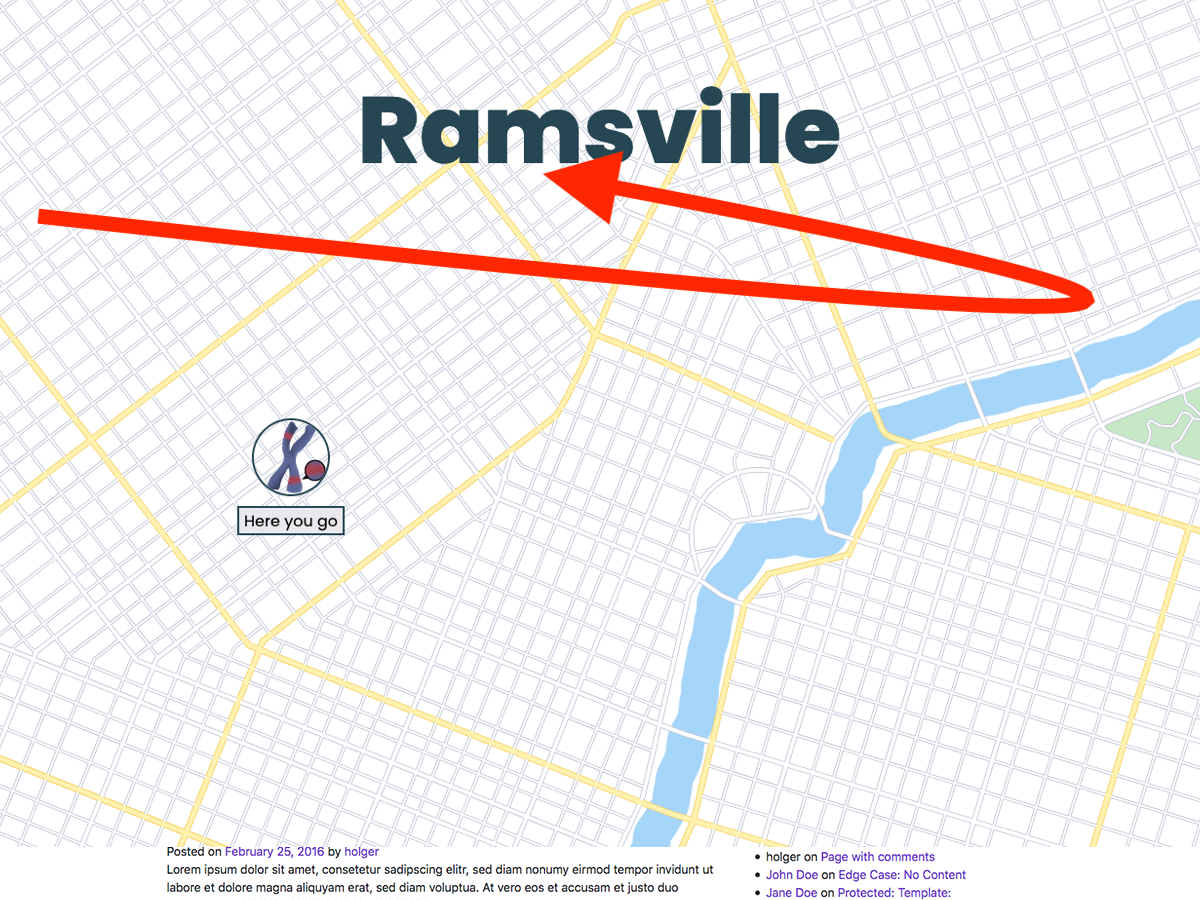 Ramsville
Here you go
Posted on February 25, 2016 by holger
Lorem ipsum dolor sit amet, consetetur sadipscing elitr, sed diam nonumy eirmod tempor invidunt ut
labore et dolore magna aliquyam erat, sed diam voluptua. At vero eos et accusam et justo duo
• holger on Page with comments
• John Doe on Edge Case: No Content
• Jane Doe on Protected: Template: